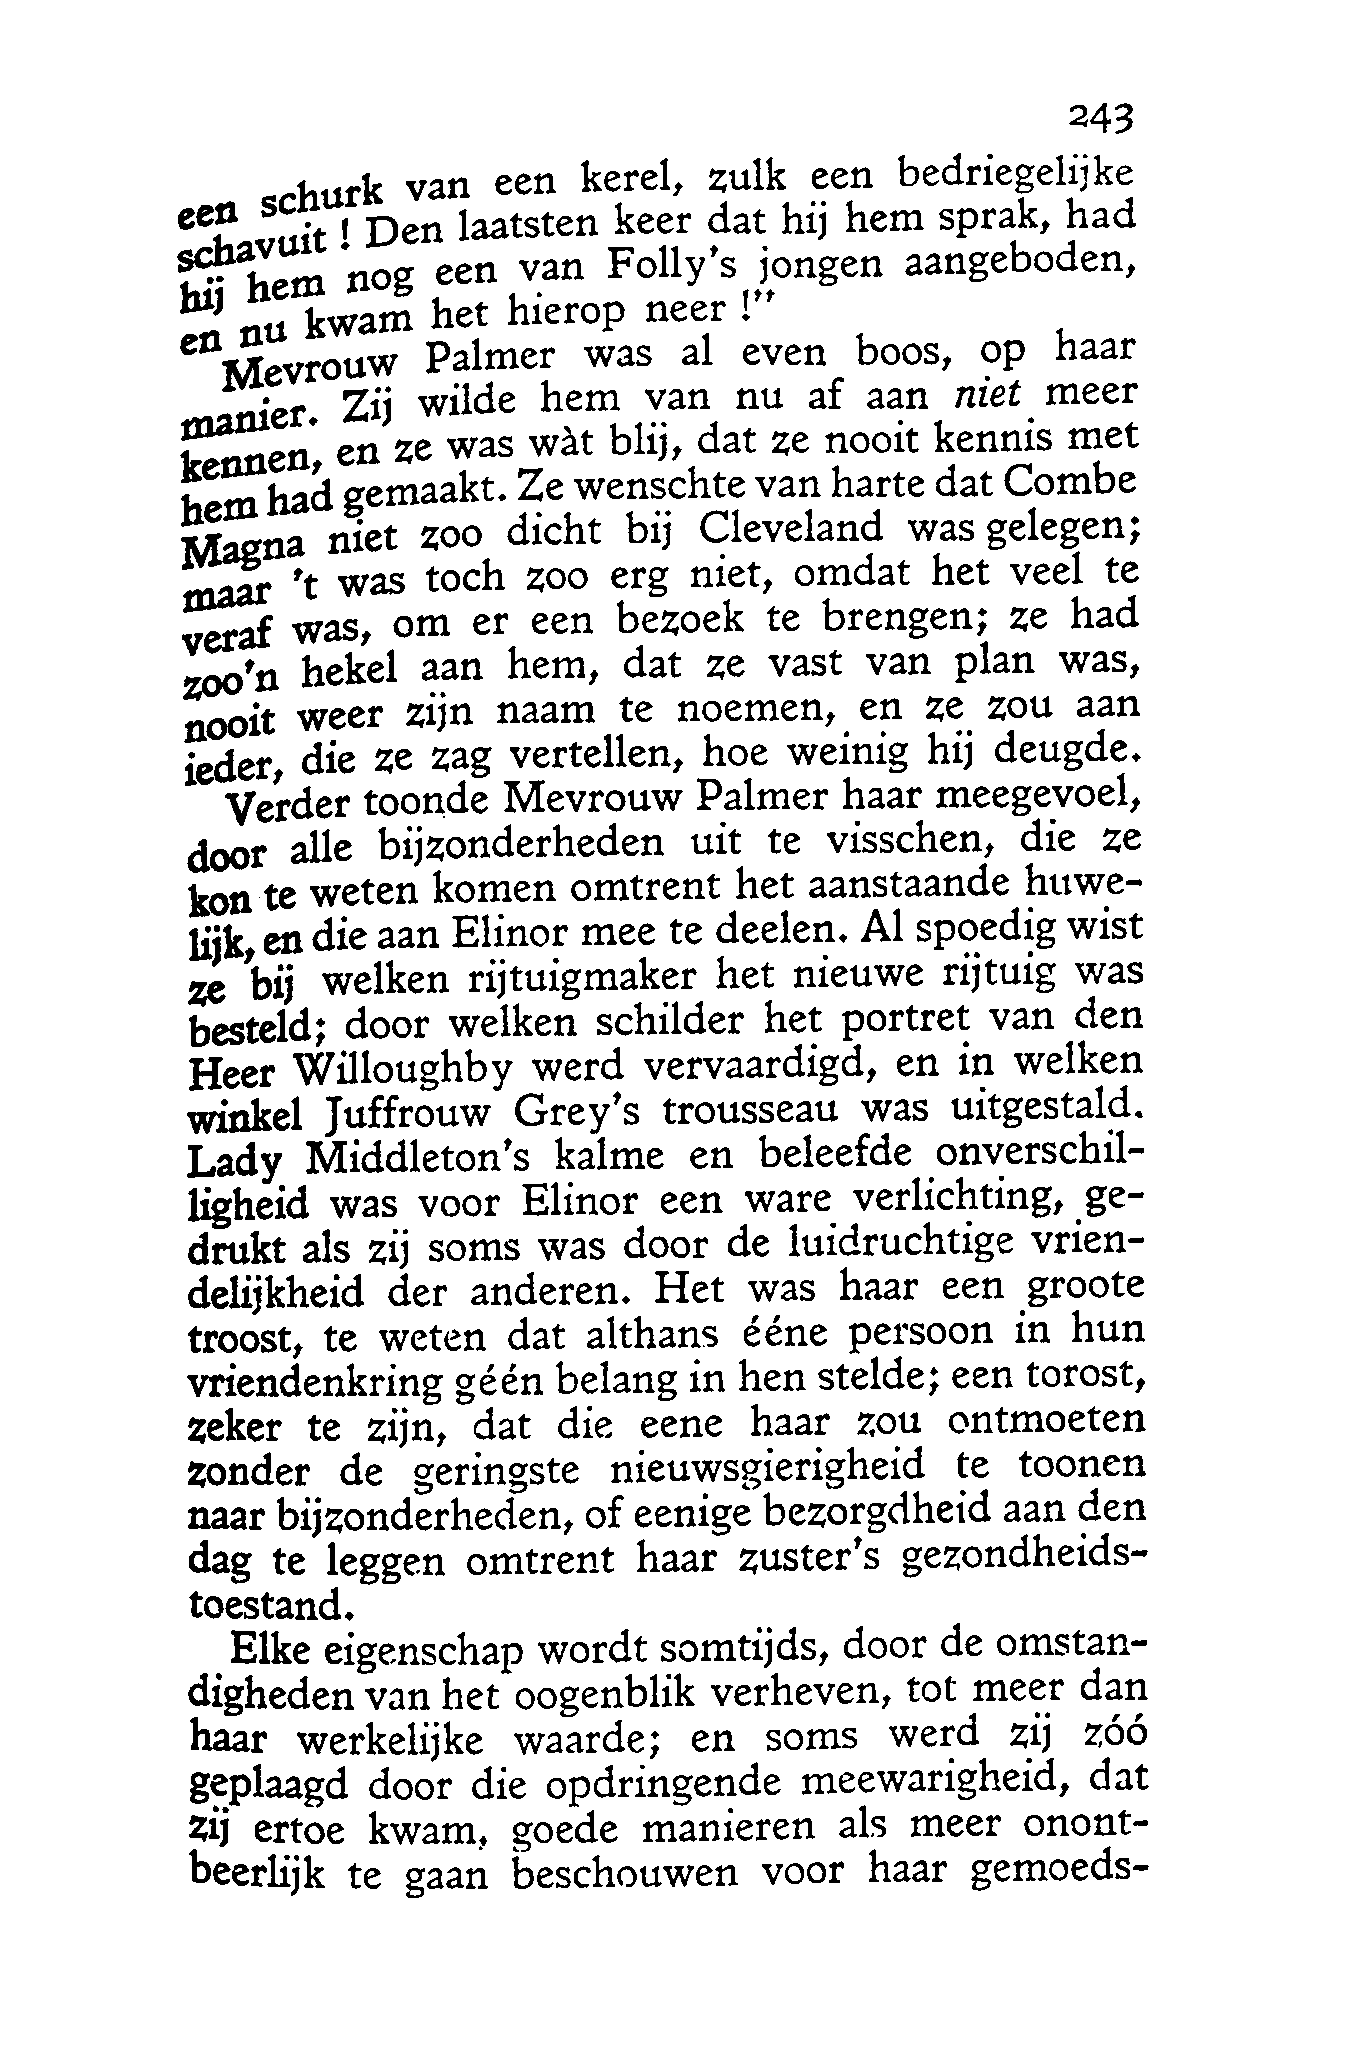 243
een schurk van een kerel, zulk een bedriegelijke
schavuit ! Den laatsten keer dat hij hem sprak, had
hij hem nog een van Folly's jongen aangeboden,
en nu kwam het hierop neer !"
Mevrouw Palmer was al even boos, op haar
manier. Zij wilde hem van nu af aan niet meer
kennen, en ze was wàt blij, dat ze nooit kennis met
hem had gemaakt. Ze wenschte van harte dat Combe
Magna niet zoo dicht bij Cleveland was gelegen;
maar 't was toch zoo erg niet, omdat het veel te
veraf was, om er een bezoek te brengen; ze had
zoo'n hekel aan hem, dat ze vast van plan was,
nooit weer zijn naam te noemen, en ze zou aan
ieder, die ze zag vertellen, hoe weinig hij deugde.
Verder toonde Mevrouw Palmer haar meegevoel,
door alle bijzonderheden uit te visschen, die ze
kon te weten komen omtrent het aanstaande huwe-
lijk, en die aan Elinor mee te deelen. Al spoedig wist
ze bij welken rijtuigmaker het nieuwe rijtuig was
besteld; door welken schilder het portret van den
Heer Willoughby werd vervaardigd, en in welken
winkel Juffrouw Grey's trousseau was uitgestald.
Lady Middleton's kalme en beleefde onverschil-
ligheid was voor Elinor een ware verlichting, ge-
drukt als zij soms was door de luidruchtige vrien-
delijkheid der anderen. Het was haar een groote
troost, te weten dat althans ééne persoon in hun
vriendenkring géén belang in hen stelde; een torost,
zeker te zijn, dat die eene haar zou ontmoeten
zonder de geringste nieuwsgierigheid te toonen
naar bijzonderheden, of eenige bezorgdheid aan den
dag te leggen omtrent haar zuster's gezondheids-
toestand.
Elke eigenschap wordt somtijds, door de omstan-
digheden van het oogenblik verheven, tot meer dan
haar werkelijke waarde; en soms werd zij zóó
geplaagd door die opdringende meewarigheid, dat
zij ertoe kwam, goede manieren als meer onont-
beerlijk te gaan beschouwen voor haar gemoeds-